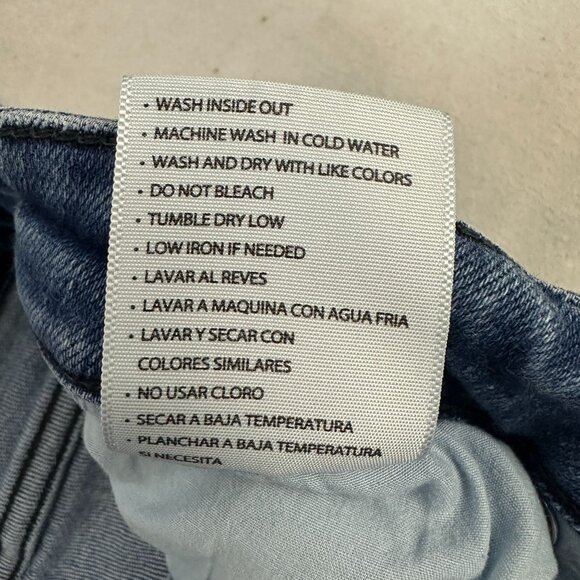 • WASH INSIDE OUT
• MACHINE WASH IN COLD WATER
• WASH AND DRY WITH LIKE COLORS
• DO NOT BLEACH
• TUMBLE DRY LOW
• LOW IRON IF NEEDED
• LAVAR AL REVES
• LAVAR A MAQUINA CON AGUA FRIA
• LAVAR Y SECAR CON
COLORES SIMILARES
• NO USAR CLORO
• SECAR A BAJA TEMPERATURA
• PLANCHAR A BAJA TEMPERATURA
SI NECESITA